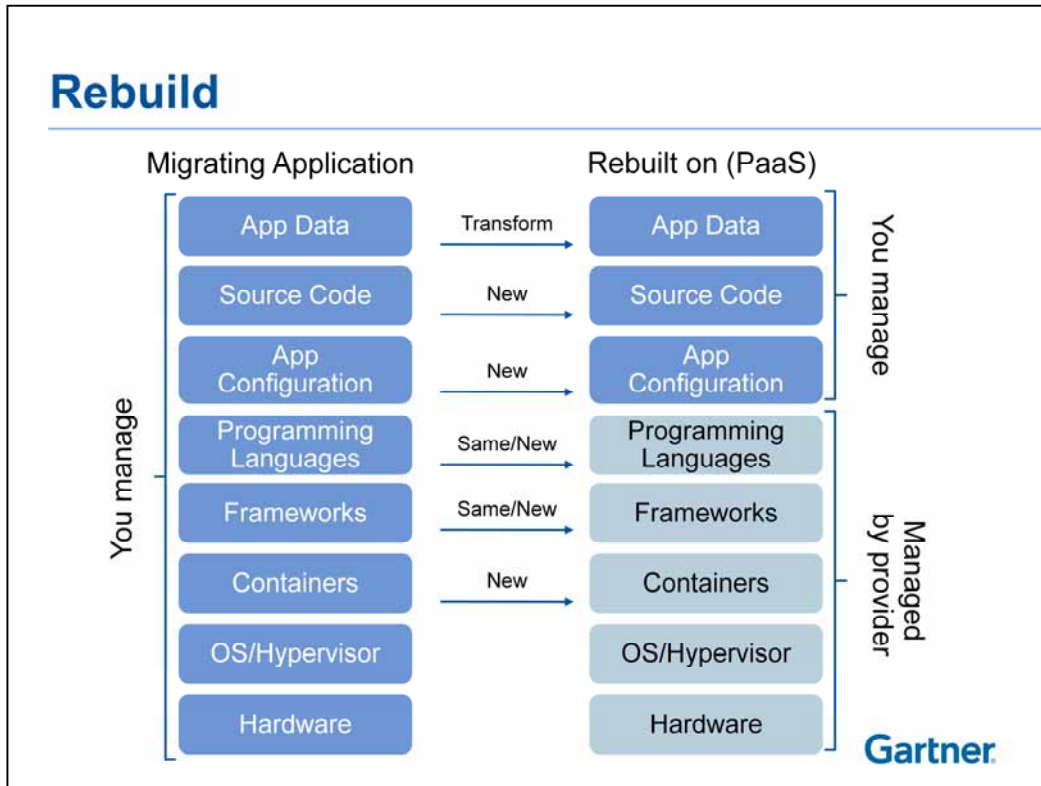 Rebuild
Migrating Application
Rebuilt on (PaaS)
App Data
Transform
App Data
Source Code
New
Source Code
App
Configuration
New
App
Configuration
Programming
Languages
Same/New
Programming
Languages
Frameworks
Same/New
Frameworks
Containers
New
Containers
OS/Hypervisor
OS/Hypervisor
Hardware
Hardware
You manage
You manage
Managed
by provider
Gartner.